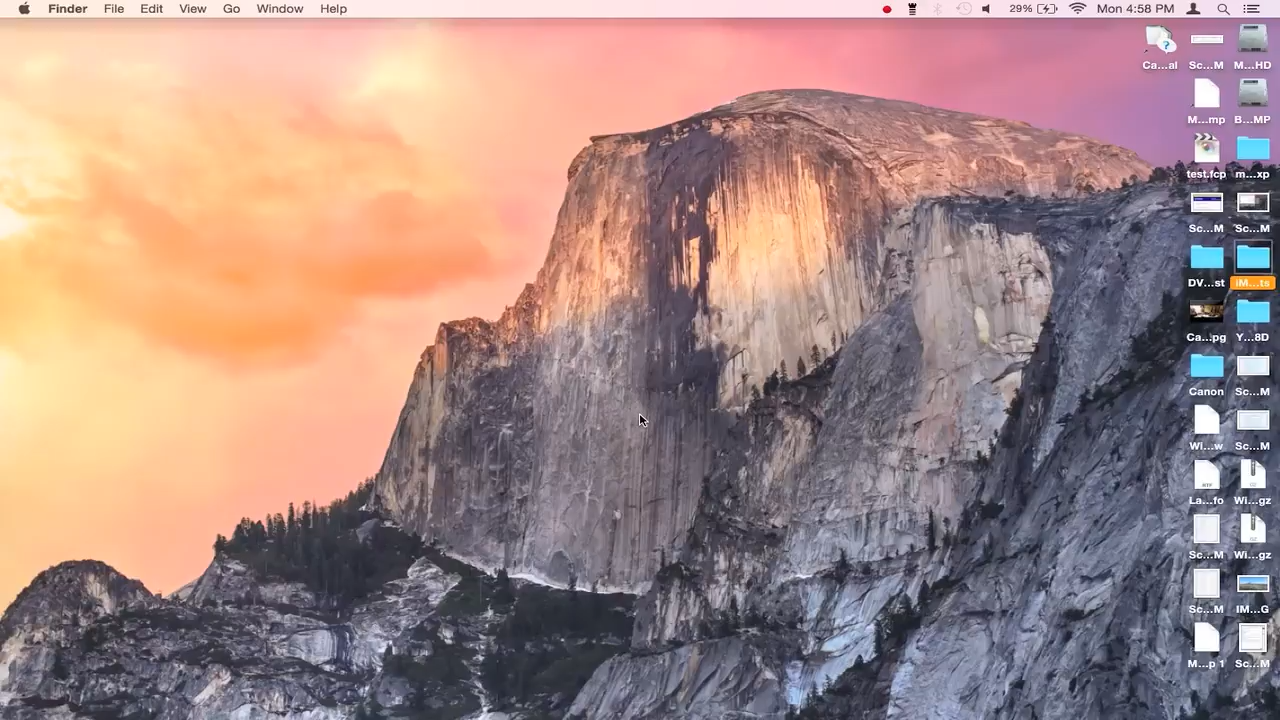 Finder File Edit View Go Window Help 29% Mon 4:58 PM
Ca...al Sc...M M...HD
M...mp B...MP
test.fcp m...xp
Sc...M Sc...M
DV...st iM...ts
Ca...pg Y...8D
Canon Sc...M
Wi...w Sc...M
La...fo Wi...gz
Sc...M Wi...gz
Sc...M IM...G
M...p 1 Sc...M